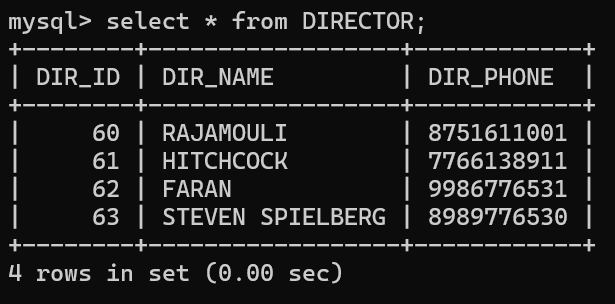 mysql> select * from DIRECTOR;
+--------+------------------+------------+
| DIR_ID | DIR_NAME         | DIR_PHONE  |
+--------+------------------+------------+
|     60 | RAJAMOULI        | 8751611001 |
|     61 | HITCHCOCK        | 7766138911 |
|     62 | FARAN            | 9986776531 |
|     63 | STEVEN SPIELBERG | 8989776530 |
+--------+------------------+------------+
4 rows in set (0.00 sec)